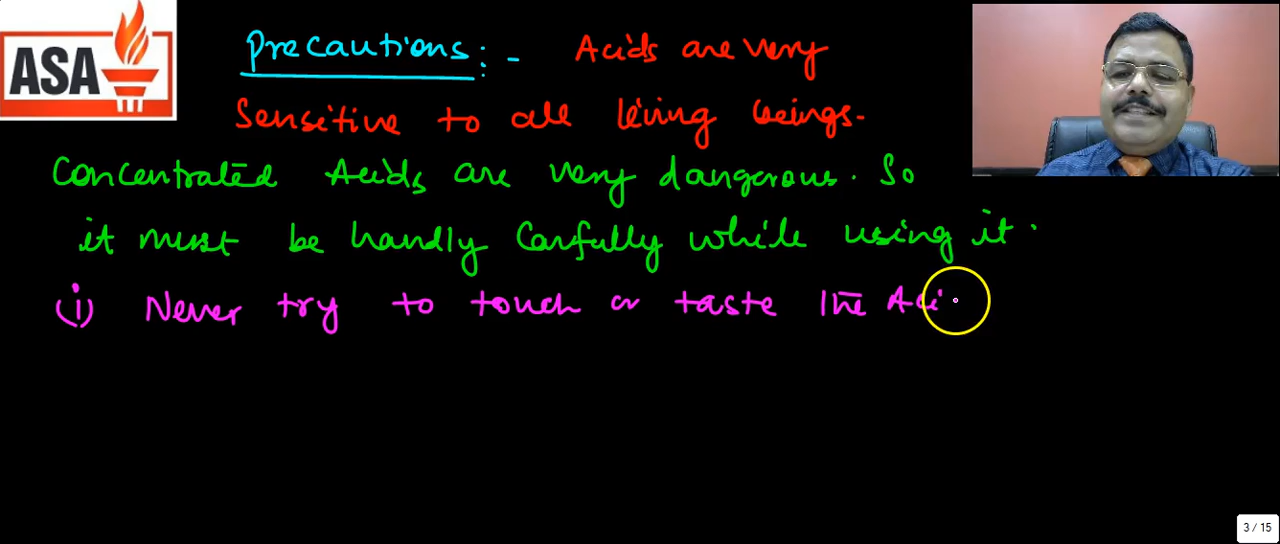 ASA
Precautions:- Acids are very
Sensitive to all living beings.
Concentrated Acids are very dangerous. So
it must be handly Carfully while using it.
(i) Never try to touch or taste the Aci
3 / 15